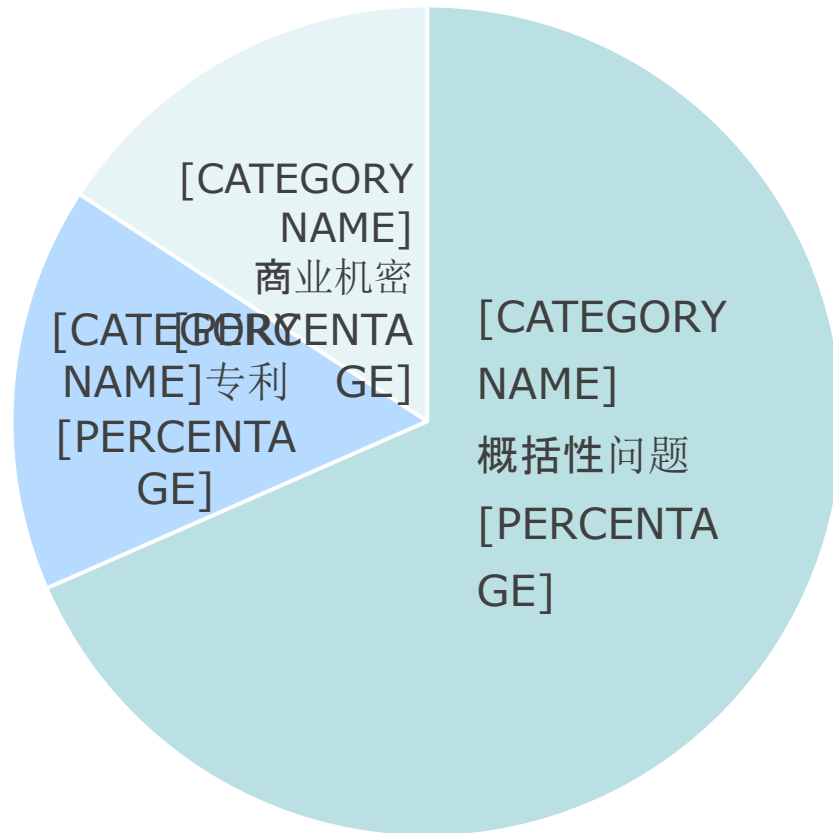 [CATEGORY
NAME]
商业机密
[PERCENTA
GE]
[CATEGORY
NAME]专利
[PERCENTA
GE]
[CATEGORY
NAME]
概括性问题
[PERCENTA
GE]